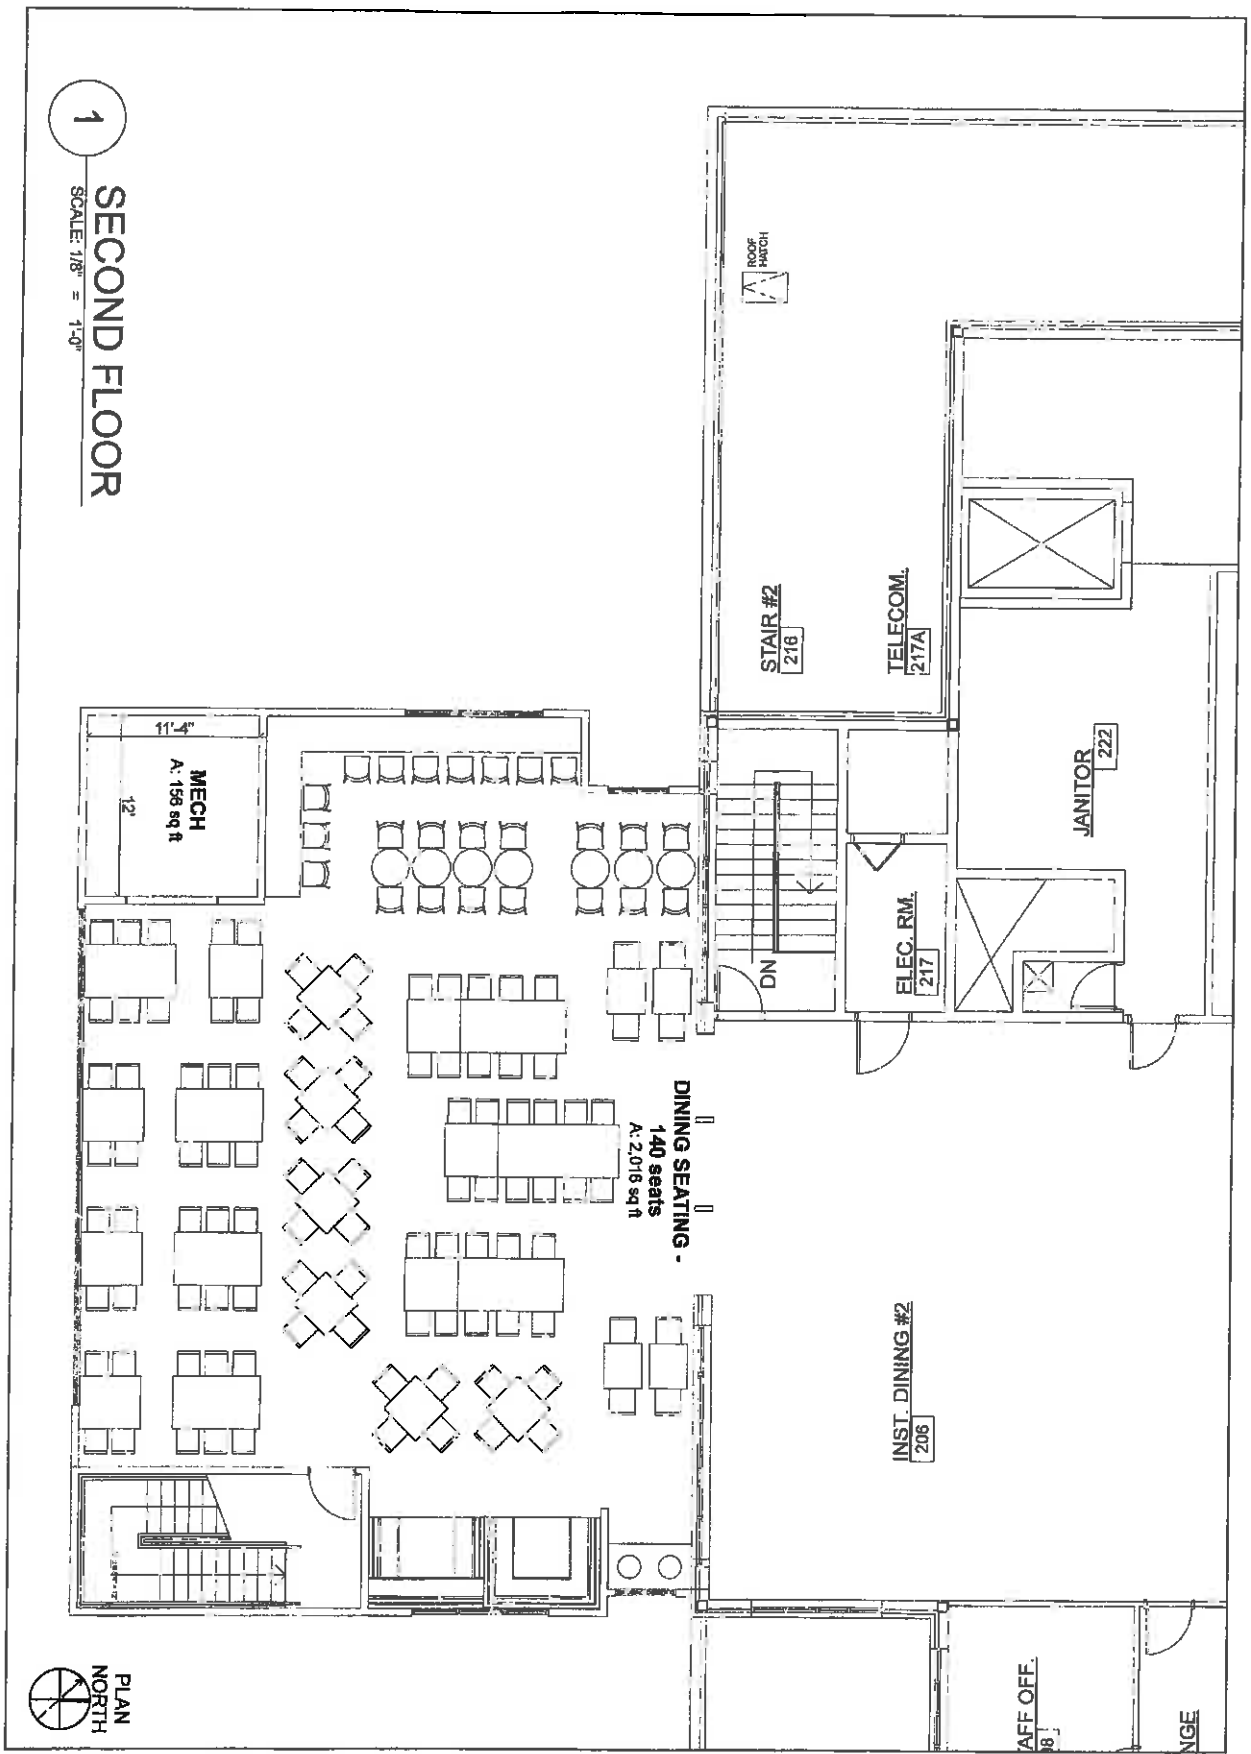 1
SECOND FLOOR
SCALE: 1/8" = 1'-0"
ROOF
HATCH
STAIR #2
216
TELECOM.
217A
JANITOR
222
ELEC. RM.
217
DN
11'-4"
MECH
A: 156 sq ft
12'
DINING SEATING -
140 seats
A: 2,016 sq ft
INST. DINING #2
206
AFF OFF.
8
NGE
PLAN
NORTH